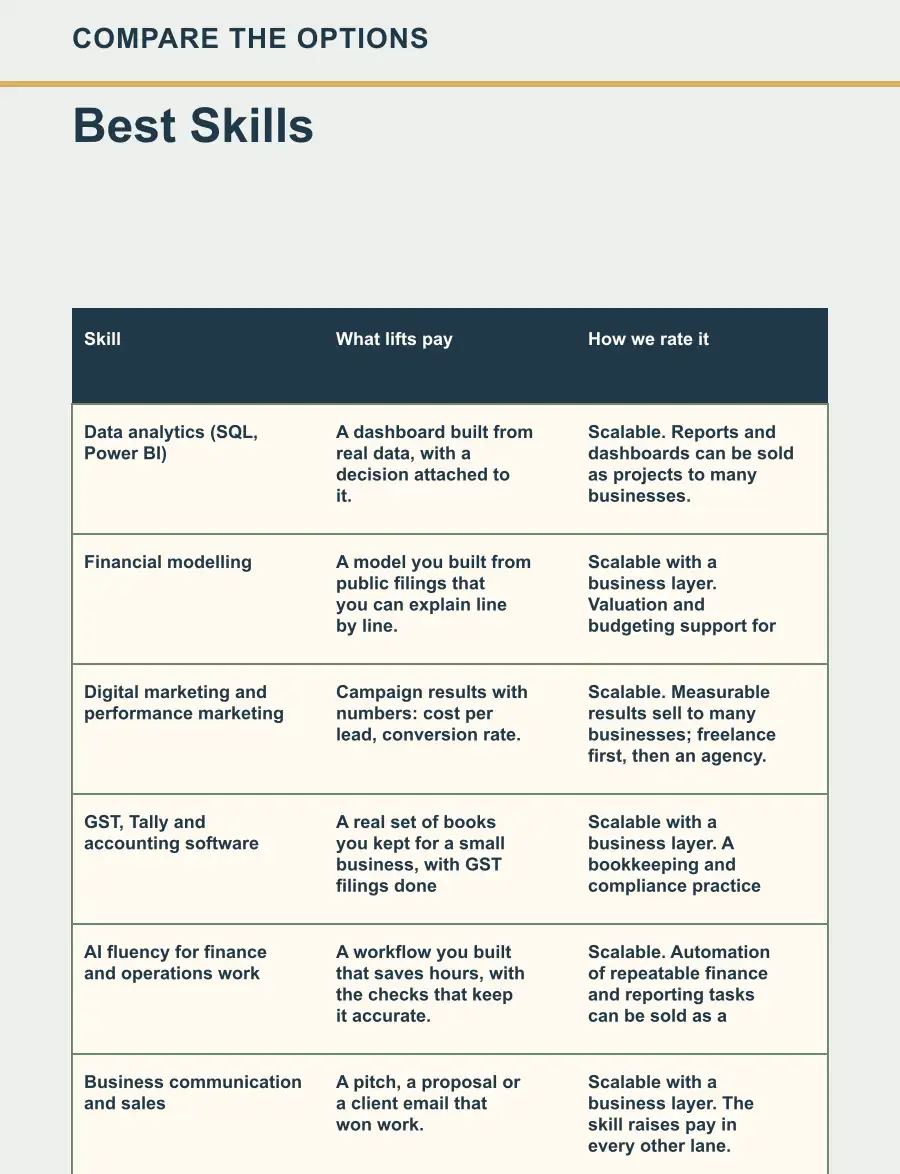 COMPARE THE OPTIONS
Best Skills
Skill
What lifts pay
How we rate it
Data analytics (SQL,
Power BI)
A dashboard built from
real data, with a
decision attached to
it.
Scalable. Reports and
dashboards can be sold
as projects to many
businesses.
Financial modelling
A model you built from
public filings that
you can explain line
by line.
Scalable with a
business layer.
Valuation and
budgeting support for
Digital marketing and
performance marketing
Campaign results with
numbers: cost per
lead, conversion rate.
Scalable. Measurable
results sell to many
businesses; freelance
first, then an agency.
GST, Tally and
accounting software
A real set of books
you kept for a small
business, with GST
filings done
Scalable with a
business layer. A
bookkeeping and
compliance practice
AI fluency for finance
and operations work
A workflow you built
that saves hours, with
the checks that keep
it accurate.
Scalable. Automation
of repeatable finance
and reporting tasks
can be sold as a
Business communication
and sales
A pitch, a proposal or
a client email that
won work.
Scalable with a
business layer. The
skill raises pay in
every other lane.